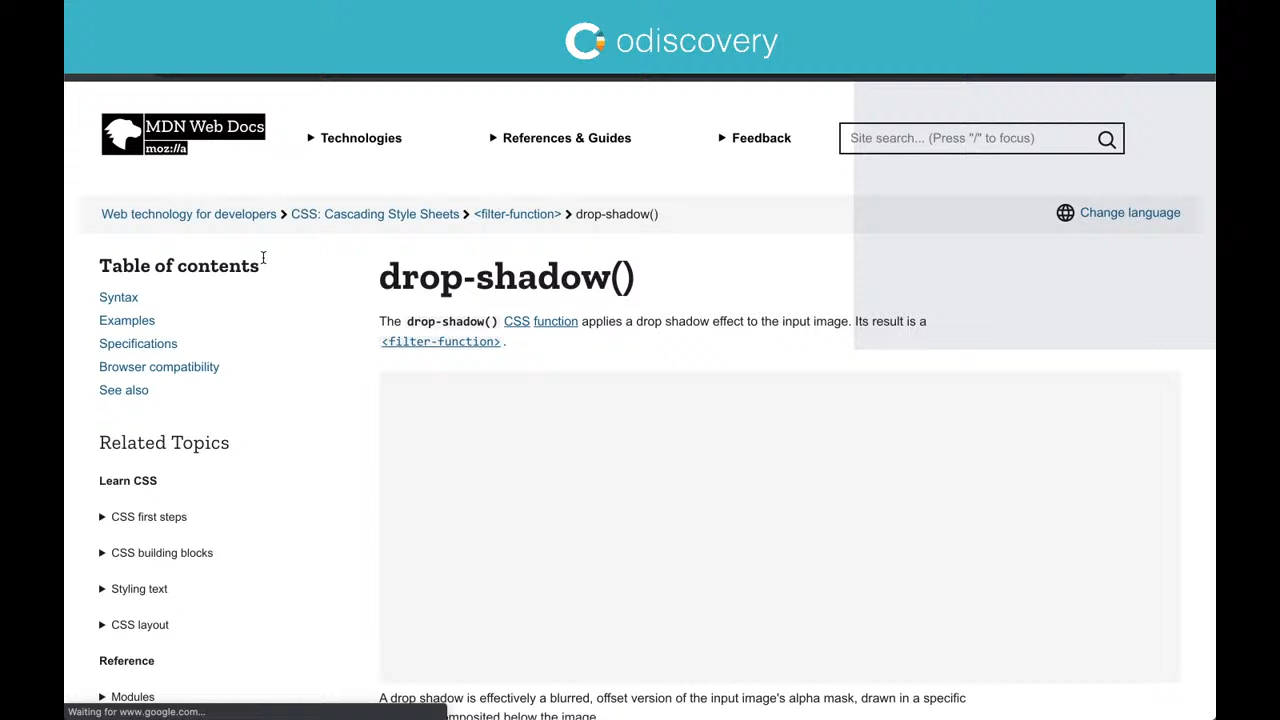 odiscovery
MDN Web Docs
moz://a
Technologies
References & Guides
Feedback
Site search... (Press "/" to focus)
Web technology for developers
CSS: Cascading Style Sheets
<filter-function>
drop-shadow()
Change language
Table of contents
Syntax
Examples
Specifications
Browser compatibility
See also
Related Topics
Learn CSS
CSS first steps
CSS building blocks
Styling text
CSS layout
Reference
Modules
drop-shadow()
The drop-shadow() CSS function applies a drop shadow effect to the input image. Its result is a
<filter-function> .
A drop shadow is effectively a blurred, offset version of the input image's alpha mask, drawn in a specific
composited below the image.
Waiting for www.google.com...